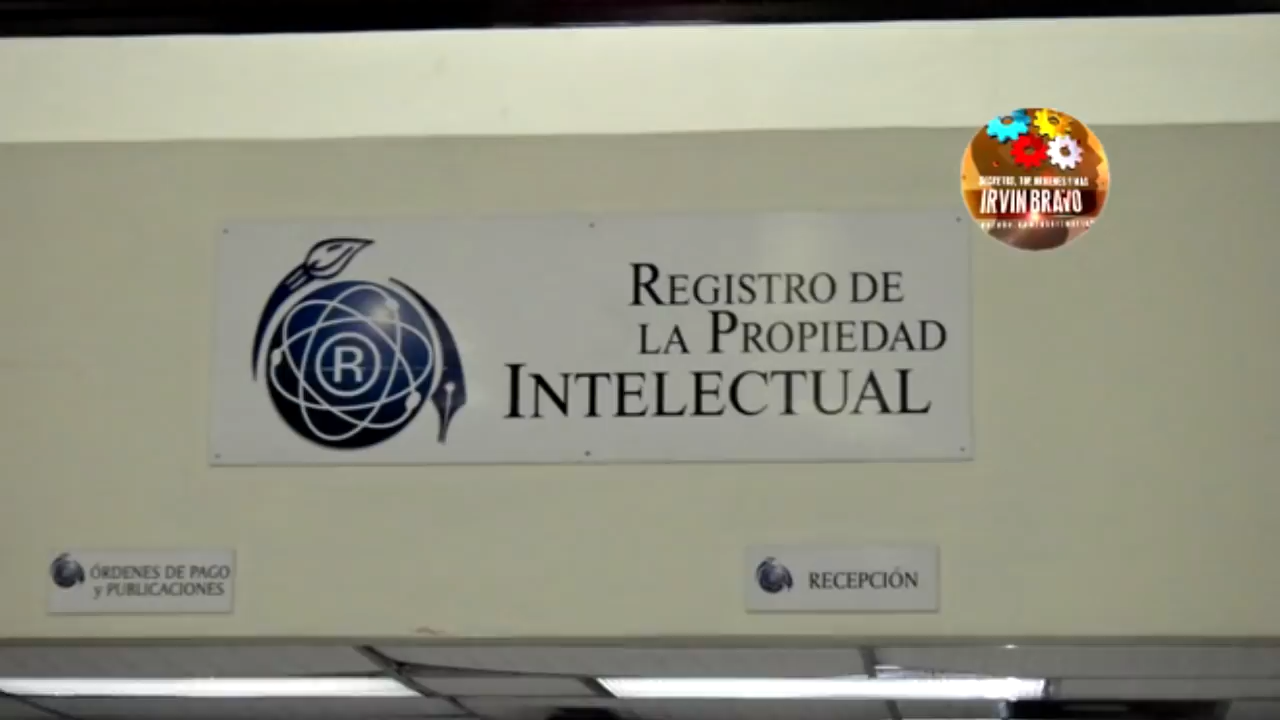 IRVIN BRAVO
REGISTRO DE
LA PROPIEDAD
INTELECTUAL
R
ÓRDENES DE PAGO
y PUBLICACIONES
RECEPCIÓN